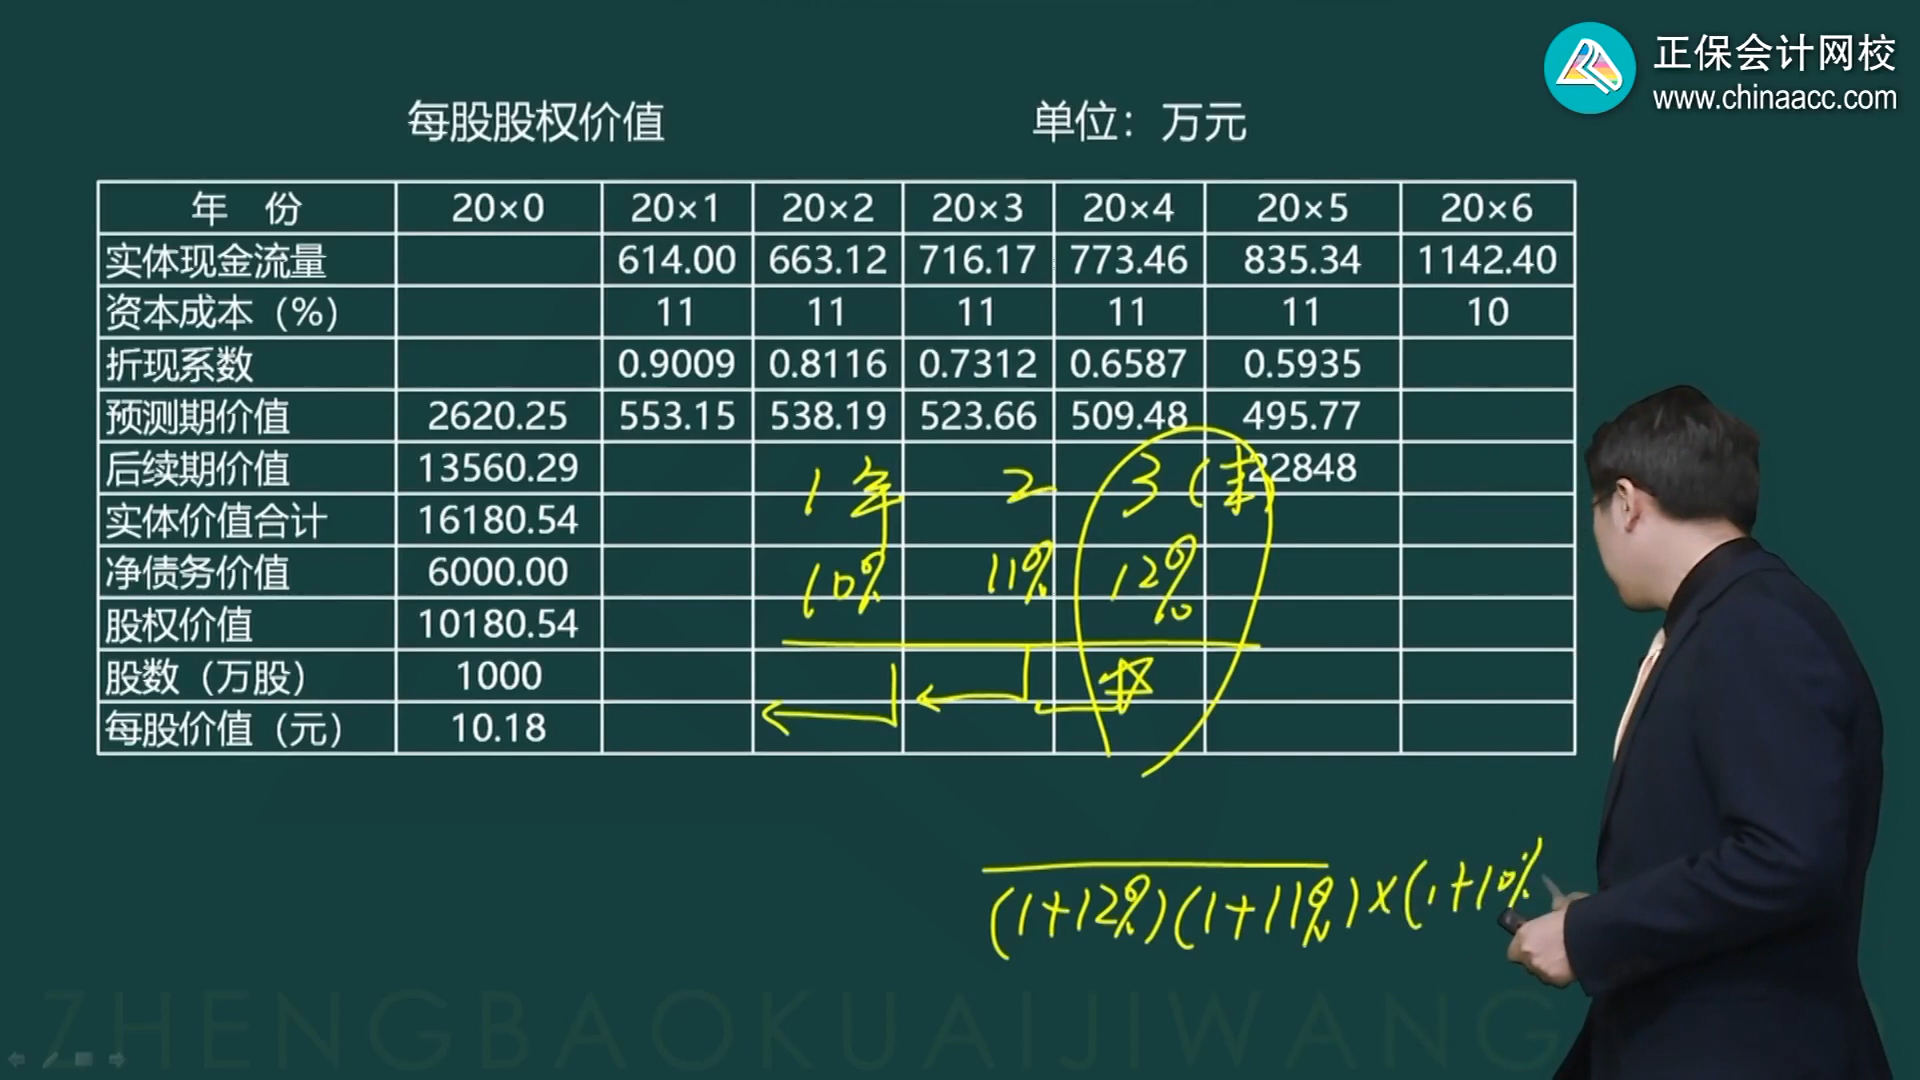 正保会计网校
www.chinaacc.com
每股股权价值 单位：万元
年 份 20×0 20×1 20×2 20×3 20×4 20×5 20×6
实体现金流量 614.00 663.12 716.17 773.46 835.34 1142.40
资本成本（%） 11 11 11 11 11 10
折现系数 0.9009 0.8116 0.7312 0.6587 0.5935
预测期价值 2620.25 553.15 538.19 523.66 509.48 495.77
后续期价值 13560.29 22848
实体价值合计 16180.54
净债务价值 6000.00
股权价值 10180.54
股数（万股） 1000
每股价值（元） 10.18
1年 2 3(末)
10% 11% 12%
(1+12%)(1+11%)×(1+10%
ZHENGBAOKUAIJIWANG